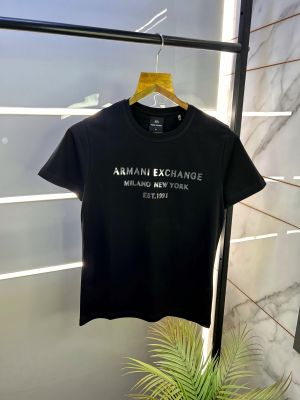 ARMANI EXCHANGE
MILANO NEW YORK
EST.1991